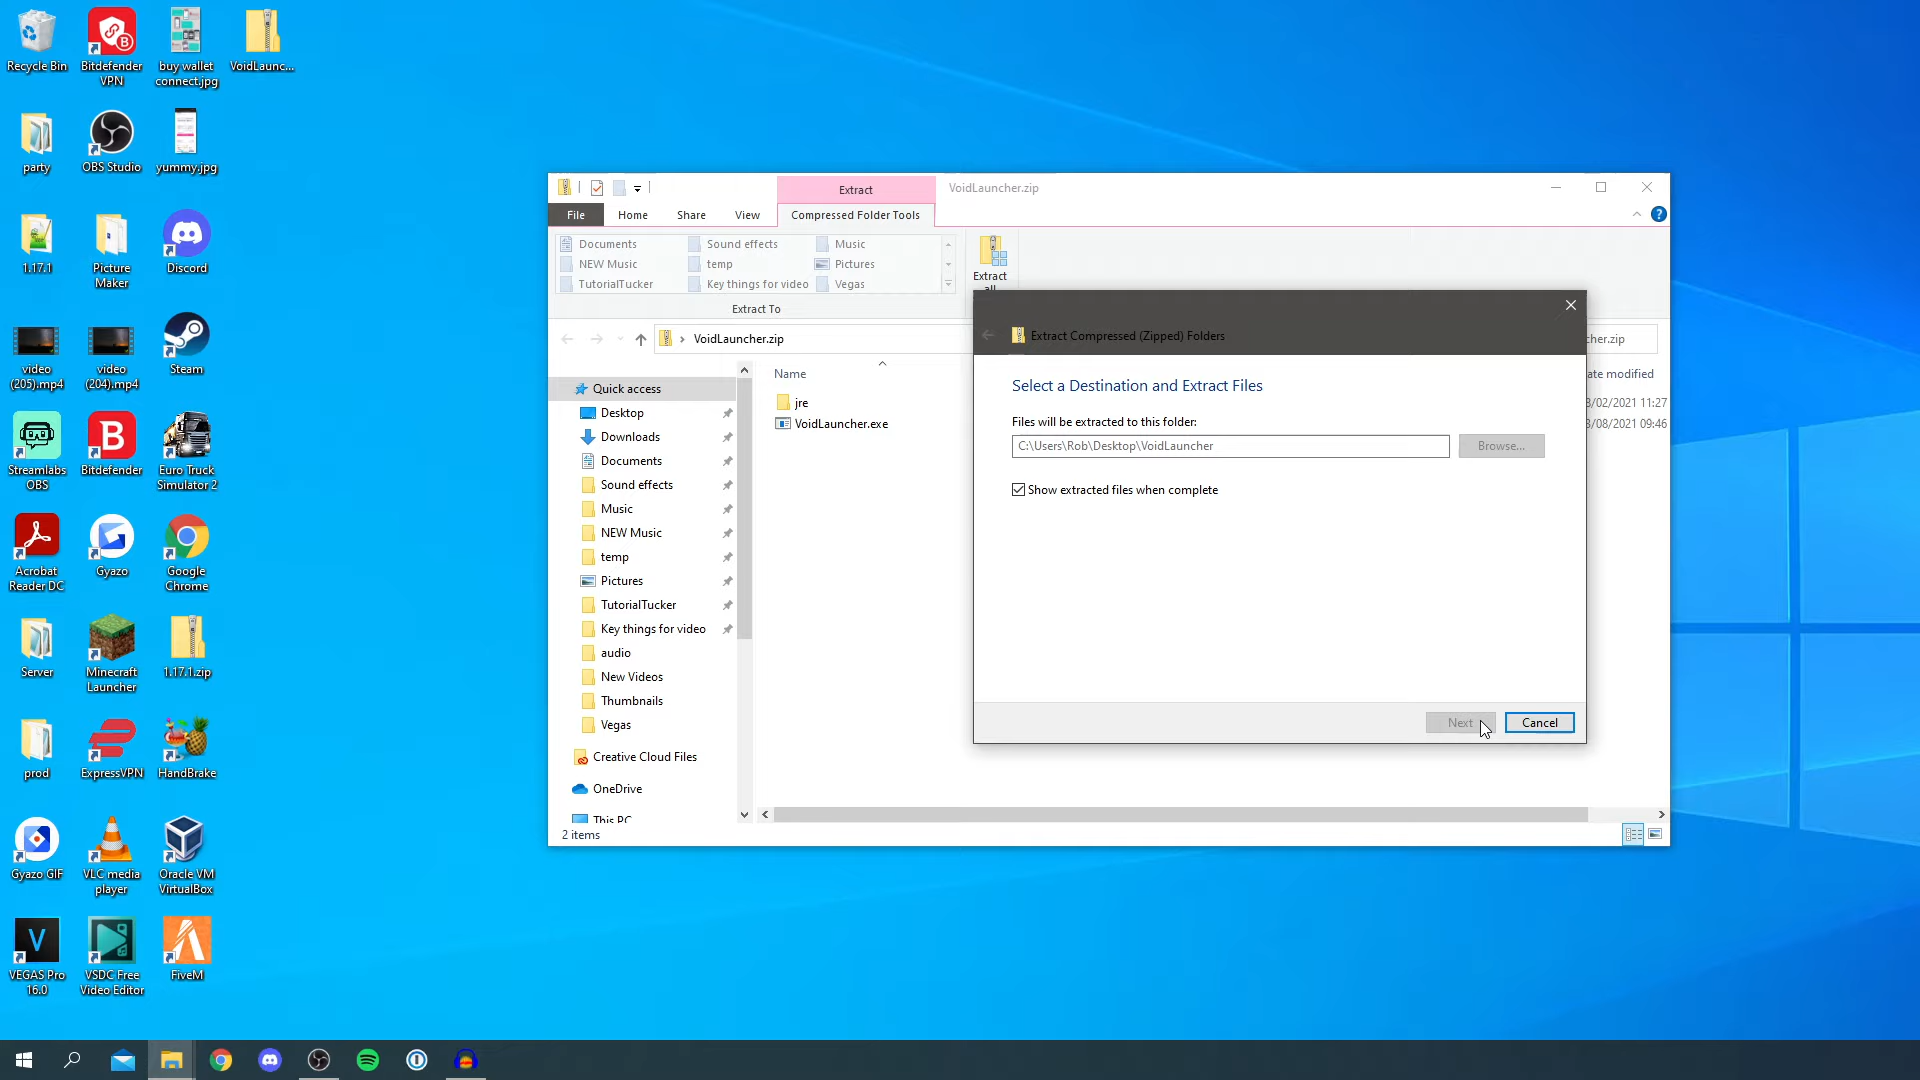 Recycle Bin
Bitdefender
VPN
buy wallet
connect.jpg
VoidLaunc...
party
OBS Studio
yummy.jpg
1.17.1
Picture
Maker
Discord
video
(205).mp4
video
(204).mp4
Steam
Streamlabs
OBS
Bitdefender
Euro Truck
Simulator 2
Acrobat
Reader DC
Gyazo
Google
Chrome
Server
Minecraft
Launcher
1.17.1.zip
prod
ExpressVPN
HandBrake
Gyazo GIF
VLC media
player
Oracle VM
VirtualBox
VEGAS Pro
16.0
VSDC Free
Video Editor
FiveM
Extract
VoidLauncher.zip
File
Home
Share
View
Compressed Folder Tools
Documents
Sound effects
Music
NEW Music
temp
Pictures
TutorialTucker
Key things for video
Vegas
Extract To
Extract
all
VoidLauncher.zip
her.zip
Quick access
Desktop
Downloads
Documents
Sound effects
Music
NEW Music
temp
Pictures
TutorialTucker
Key things for video
audio
New Videos
Thumbnails
Vegas
Creative Cloud Files
OneDrive
This PC
Name
ate modified
jre
3/02/2021 11:27
VoidLauncher.exe
3/08/2021 09:46
2 items
Extract Compressed (Zipped) Folders
Select a Destination and Extract Files
Files will be extracted to this folder:
C:\Users\Rob\Desktop\VoidLauncher
Browse...
Show extracted files when complete
Next
Cancel